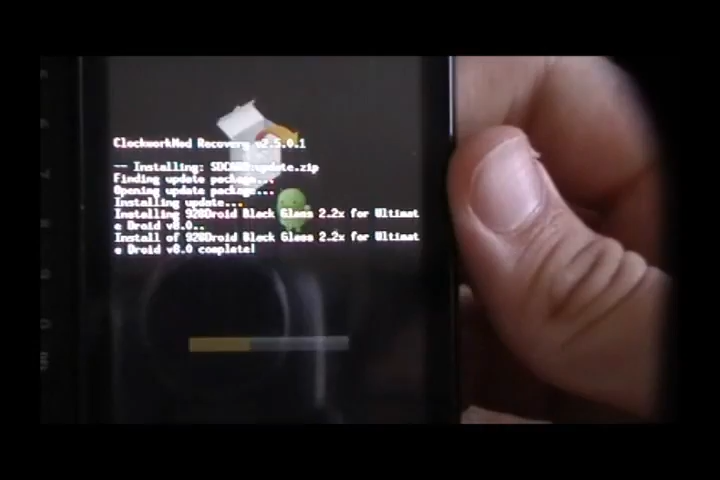 ClockworkMod Recovery v2.5.0.1
-- Installing: SDCARD:update.zip
Finding update package...
Opening update package...
Installing update...
Installing 928Droid Black Glass 2.2x for Ultimat
e Droid v8.0..
Install of 928Droid Black Glass 2.2x for Ultimat
e Droid v8.0 complete!